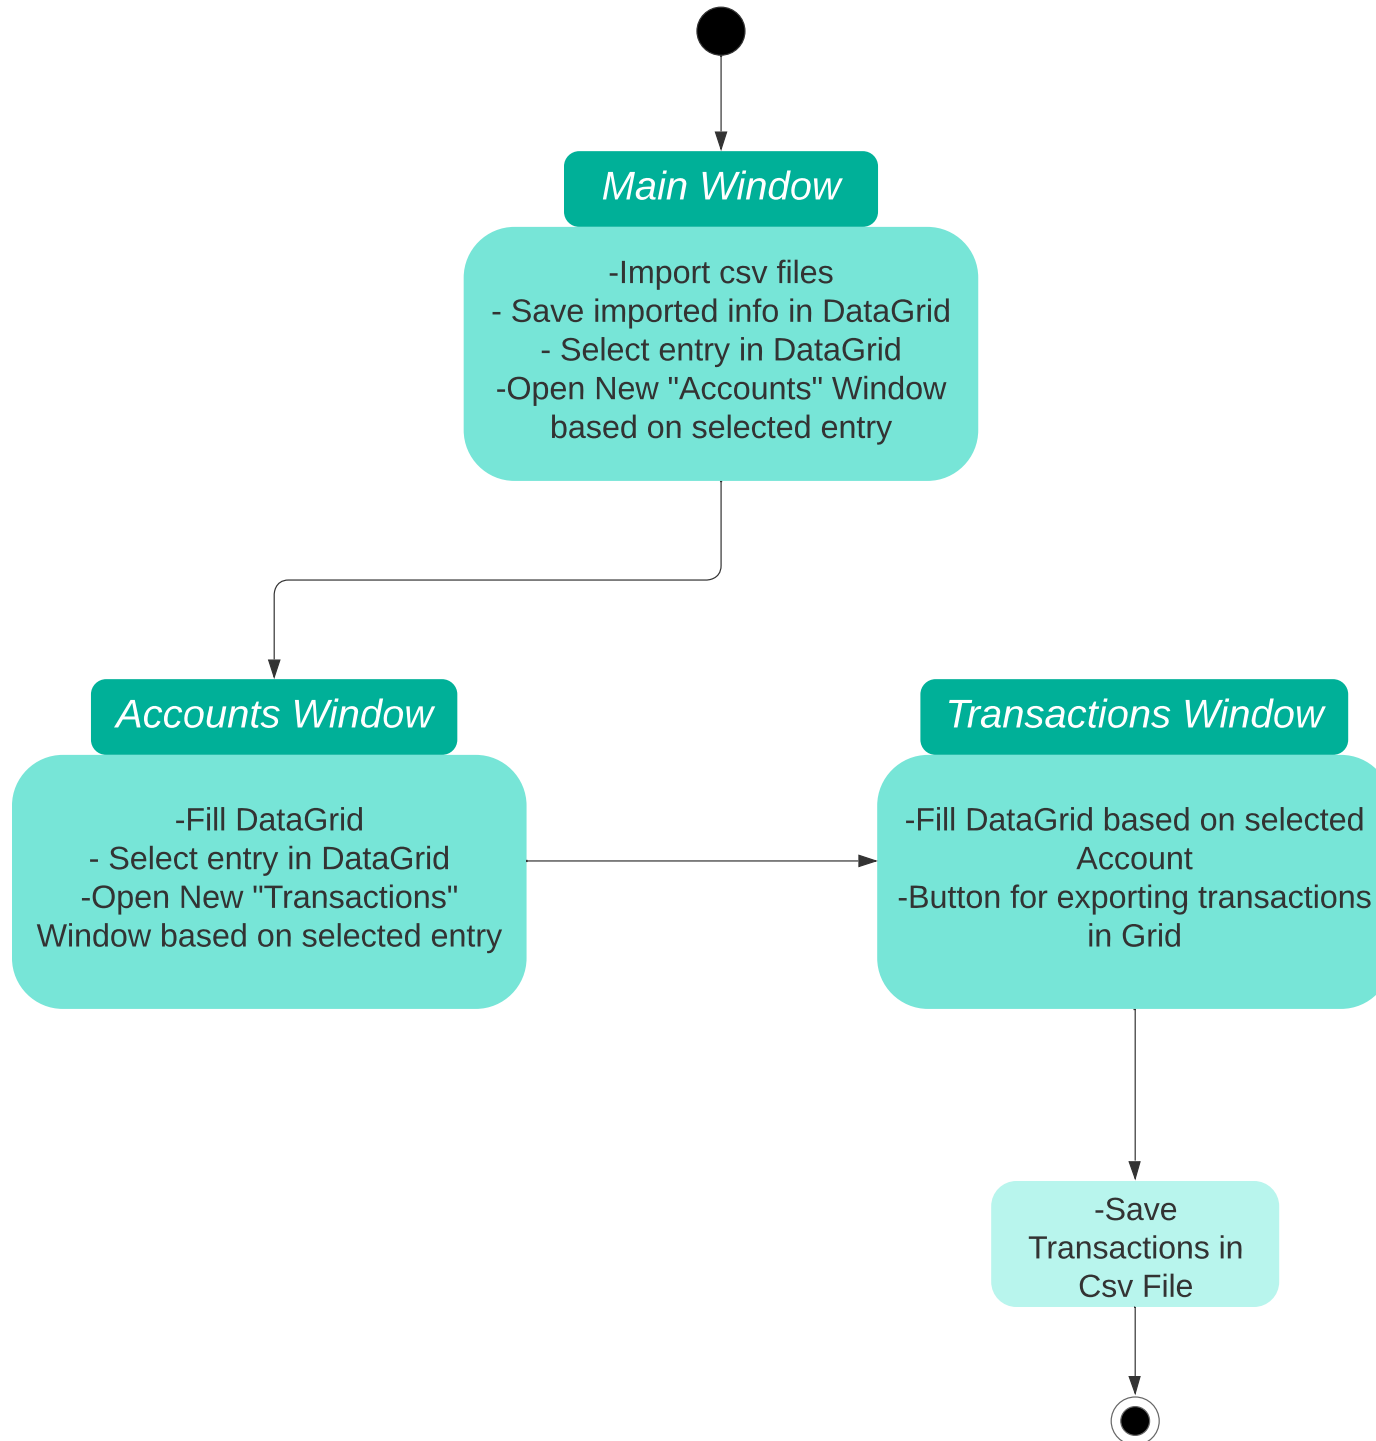 Main Window
-Import csv files
- Save imported info in DataGrid
- Select entry in DataGrid
-Open New "Accounts" Window
based on selected entry
Accounts Window
-Fill DataGrid
- Select entry in DataGrid
-Open New "Transactions"
Window based on selected entry
Transactions Window
-Fill DataGrid based on selected
Account
-Button for exporting transactions
in Grid
-Save
Transactions in
Csv File